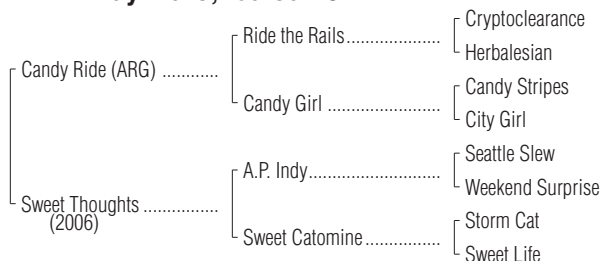 Cryptoclearance
Ride the Rails.....................
Herbalesian
Candy Ride (ARG) ............
Candy Stripes
Candy Girl .........................
City Girl
Seattle Slew
A.P. Indy.............................
Weekend Surprise
Sweet Thoughts ................
(2006)
Storm Cat
Sweet Catomine ................
Sweet Life